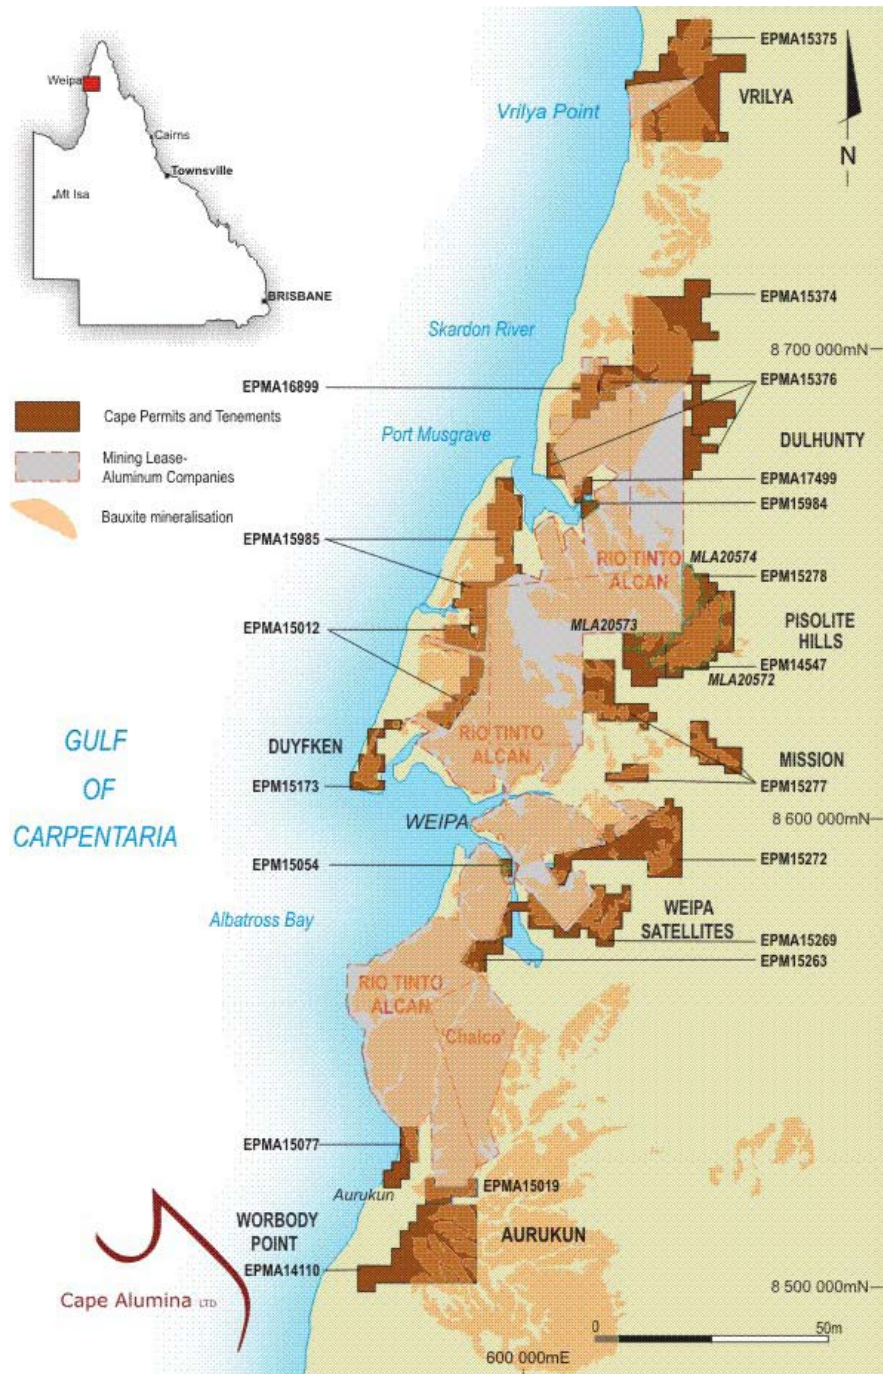 Weipa
Cairns
Townsville
Mt Isa
BRISBANE
EPMA15375
VRILYA
Vrilya Point
N
EPMA15374
Skardon River
8 700 000mN
EPMA16899
EPMA15376
Cape Permits and Tenements
Port Musgrave
DULHUNTY
Mining Lease-
Aluminum Companies
EPMA17499
EPM15984
Bauxite mineralisation
EPMA15985
RIO TINTO
ALCAN
MLA20574
EPM15278
MLA20573
PISOLITE
HILLS
EPMA15012
EPM14547
MLA20572
GULF
OF
CARPENTARIA
DUYFKEN
RIO TINTO
ALCAN
MISSION
EPM15173
EPM15277
WEIPA
8 600 000mN
EPM15054
EPM15272
Albatross Bay
WEIPA
SATELLITES
EPMA15269
EPM15263
RIO TINTO
ALCAN
'Chalco'
EPMA15077
Aurukun
EPMA15019
WORBODY
POINT
AURUKUN
EPMA14110
Cape Alumina LTD
8 500 000mN
0
50m
600 000mE